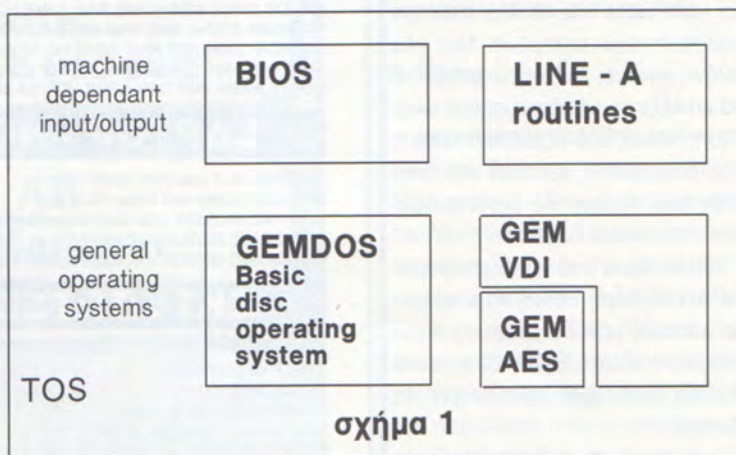 machine
dependant
input/output
BIOS
LINE - A
routines
general
operating
systems
GEMDOS
Basic
disc
operating
system
GEM
VDI
GEM
AES
TOS
σχήμα 1